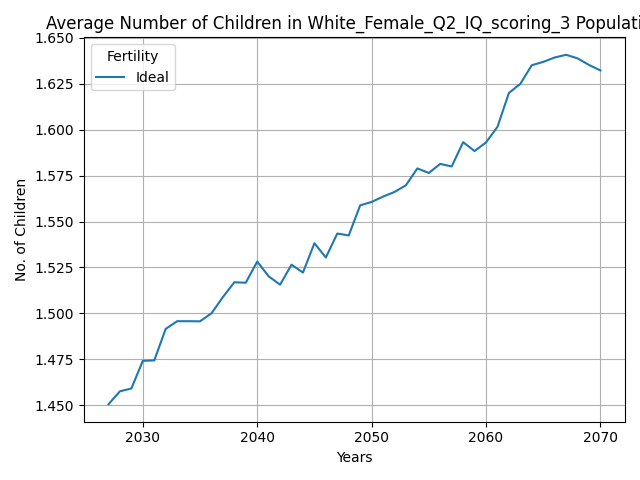 Average Number of Children in White_Female_Q2_IQ_scoring_3 Populati
1.650
1.625
1.600
1.575
1.550
1.525
1.500
1.475
1.450
No. of Children
Fertility
Ideal
2030 2040 2050 2060 2070
Years